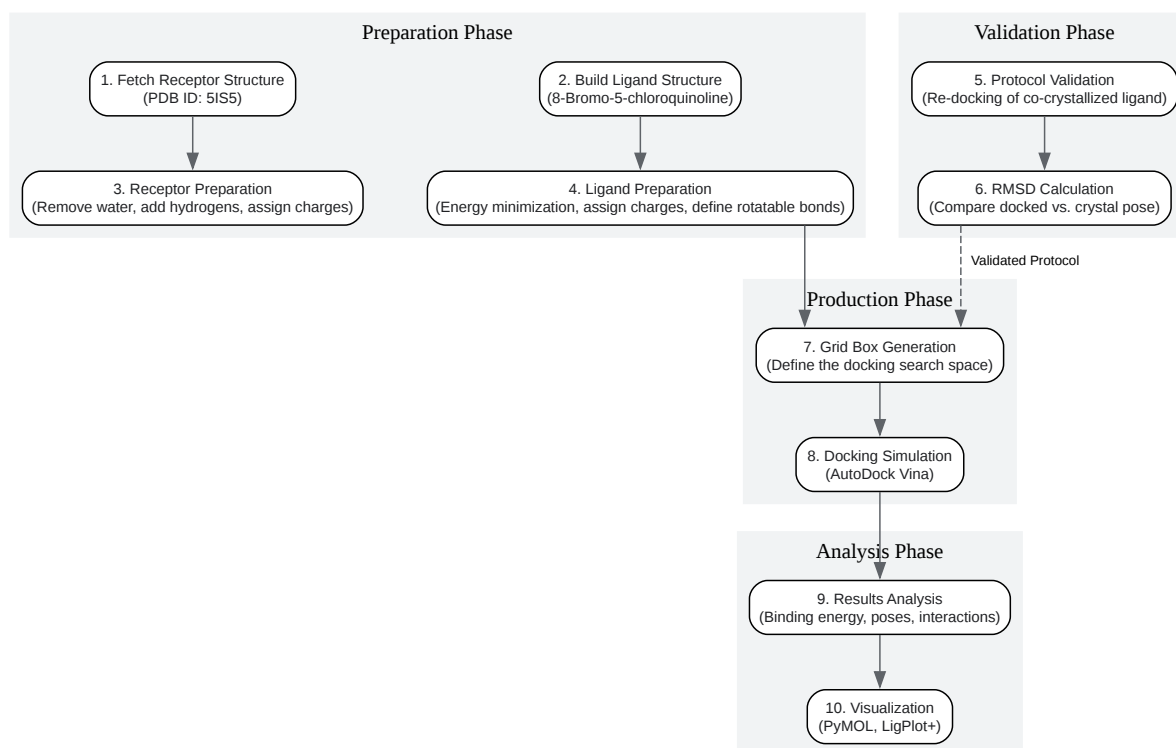 Preparation Phase
1. Fetch Receptor Structure
(PDB ID: 5IS5)
2. Build Ligand Structure
(8-Bromo-5-chloroquinoline)
3. Receptor Preparation
(Remove water, add hydrogens, assign charges)
4. Ligand Preparation
(Energy minimization, assign charges, define rotatable bonds)
Validation Phase
5. Protocol Validation
(Re-docking of co-crystallized ligand)
6. RMSD Calculation
(Compare docked vs. crystal pose)
Validated Protocol
Production Phase
7. Grid Box Generation
(Define the docking search space)
8. Docking Simulation
(AutoDock Vina)
Analysis Phase
9. Results Analysis
(Binding energy, poses, interactions)
10. Visualization
(PyMOL, LigPlot+)